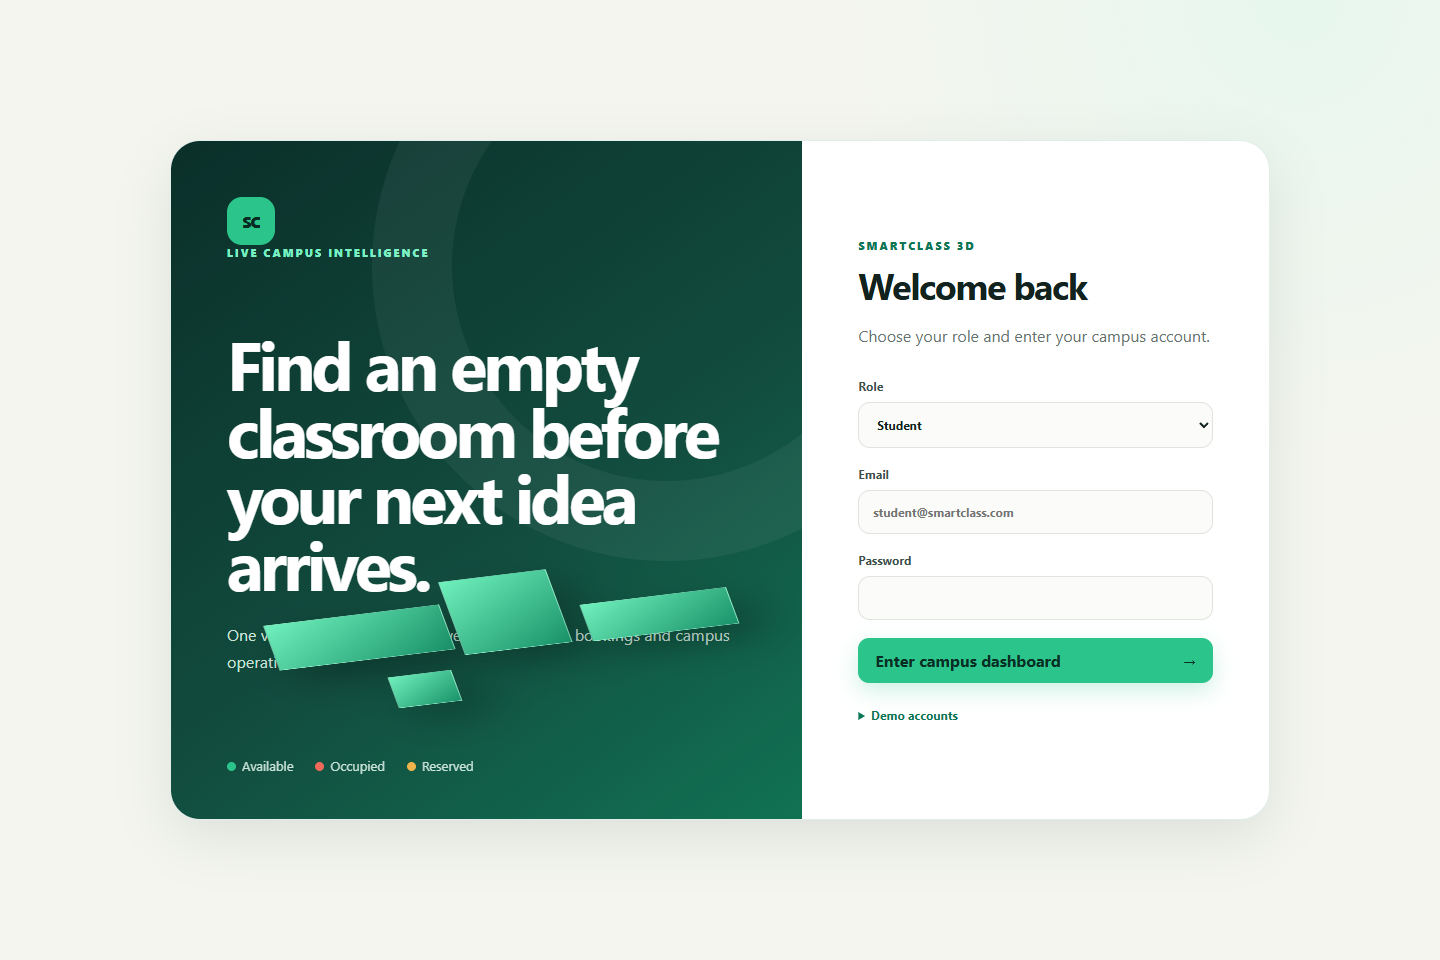 sc
LIVE CAMPUS INTELLIGENCE
Find an empty
classroom before
your next idea
arrives.
One and campus
Available Occupied Reserved
SMARTCLASS 3D
Welcome back
Choose your role and enter your campus account.
Role
Student
Email
student@smartclass.com
Password
Enter campus dashboard →
Demo accounts